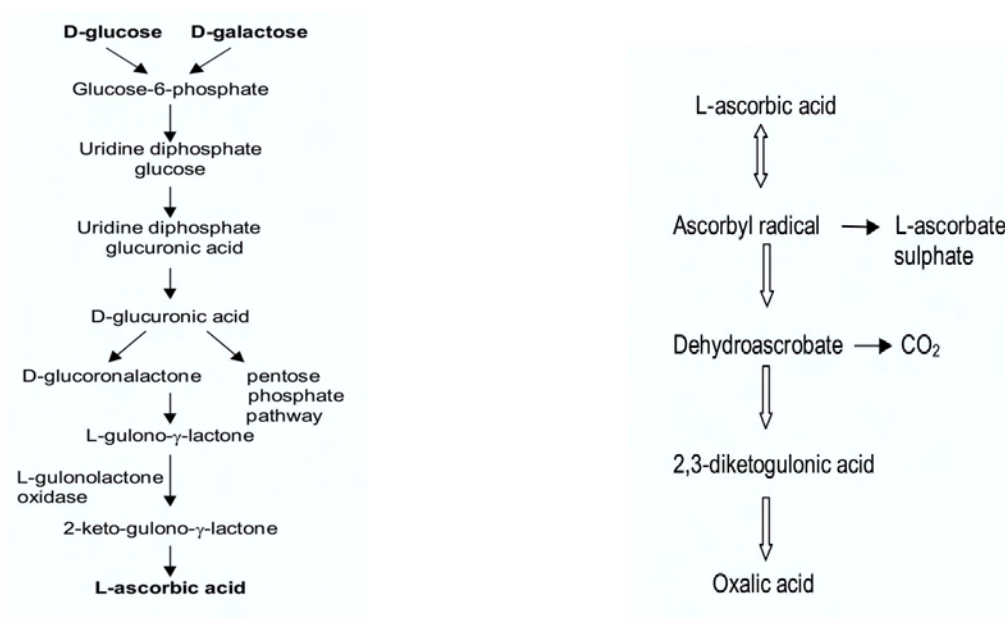 D-glucose D-galactose
Glucose-6-phosphate
Uridine diphosphate
glucose
Uridine diphosphate
glucuronic acid
D-glucuronic acid
D-glucoronalactone
pentose
phosphate
pathway
L-gulono-γ-lactone
L-gulonolactone
oxidase
2-keto-gulono-γ-lactone
L-ascorbic acid
L-ascorbic acid
Ascorbyl radical
L-ascorbate
sulphate
Dehydroascrobate
CO₂
2,3-diketogulonic acid
Oxalic acid